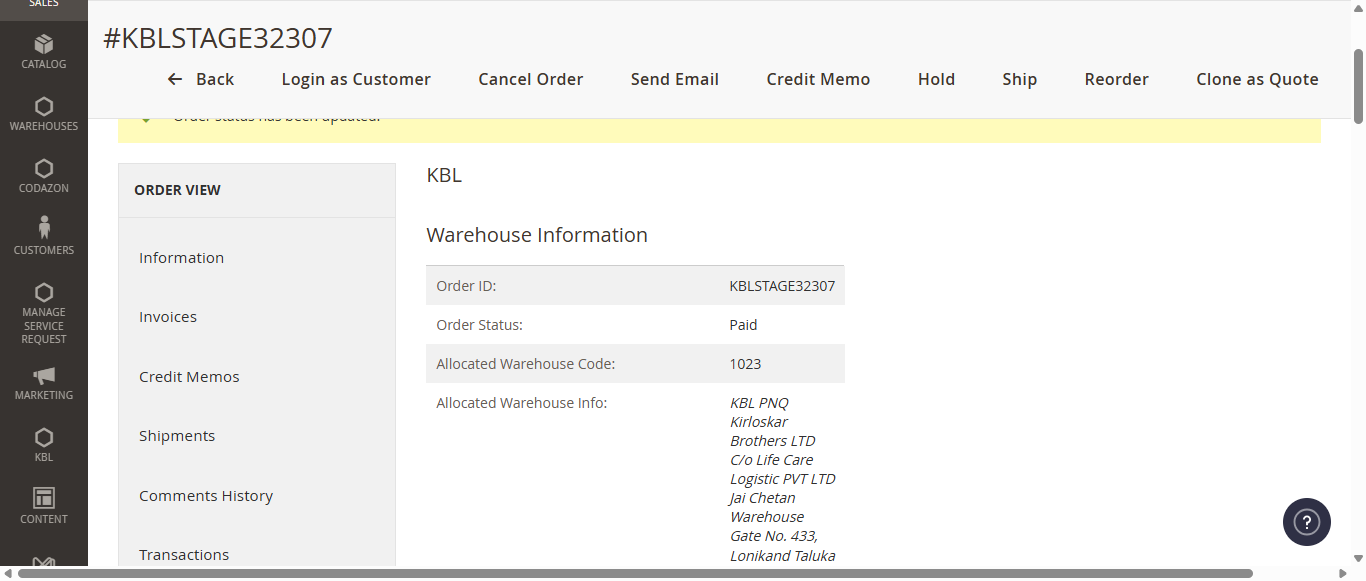 SALES
CATALOG
WAREHOUSES
CODAZON
CUSTOMERS
MANAGE
SERVICE
REQUEST
MARKETING
KBL
CONTENT
#KBLSTAGE32307
Back
Login as Customer
Cancel Order
Send Email
Credit Memo
Hold
Ship
Reorder
Clone as Quote
Order status has been updated.
ORDER VIEW
Information
Invoices
Credit Memos
Shipments
Comments History
Transactions
KBL
Warehouse Information
Order ID: KBLSTAGE32307
Order Status: Paid
Allocated Warehouse Code: 1023
Allocated Warehouse Info: KBL PNQ
Kirloskar
Brothers LTD
C/o Life Care
Logistic PVT LTD
Jai Chetan
Warehouse
Gate No. 433,
Lonikand Taluka
?